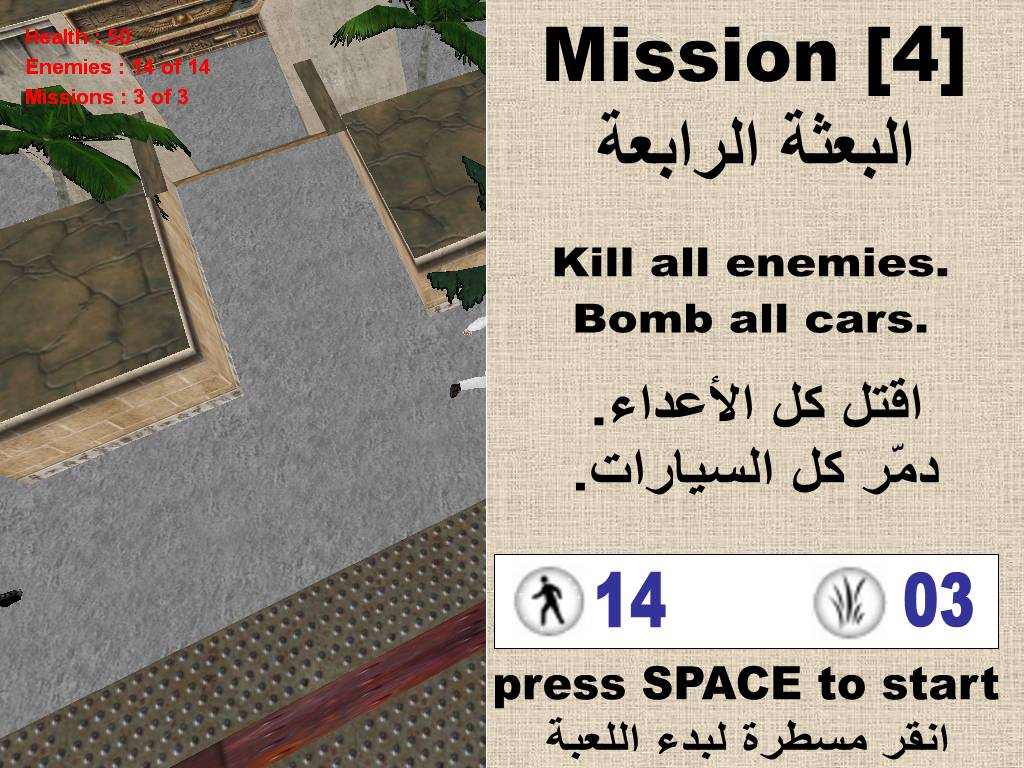 Health : 50
Enemies : 14 of 14
Missions : 3 of 3
Mission [4]
البعثة الرابعة
Kill all enemies.
Bomb all cars.
اقتل كل الأعداء.
دمّر كل السيارات.
14 03
press SPACE to start
انقر مسطرة لبدء اللعبة